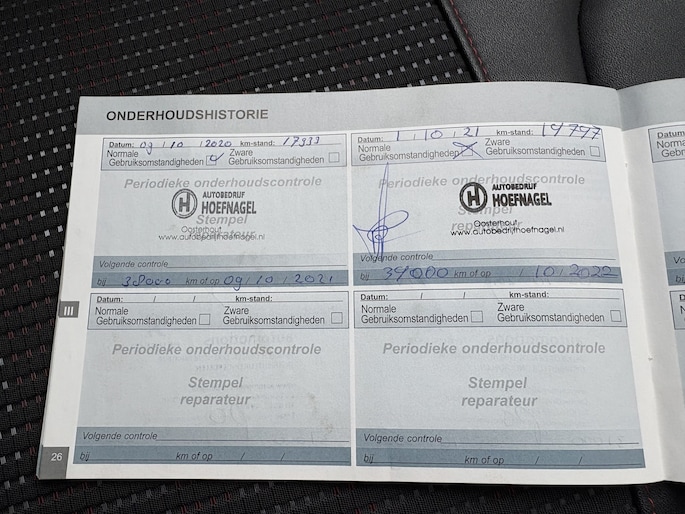 ONDERHOUDSHISTORIE
Datum: 09 / 10 / 2020 km-stand: 17333
Normale Gebruiksomstandigheden
Zware Gebruiksomstandigheden
Periodieke onderhoudscontrole
H AUTOBEDRIJF HOEFNAGEL
Stempel
Oosterhout
reparateur
www.autobedrijfhoefnagel.nl
Volgende controle
bij 38000 km of op 09 / 10 / 2021
Datum: 1 / 10 / 21 km-stand:
Normale Gebruiksomstandigheden
Zware Gebruiksomstandigheden
Periodieke onderhoudscontrole
H AUTOBEDRIJF HOEFNAGEL
Stempel
Oosterhout
reparateur
www.autobedrijfhoefnagel.nl
Volgende controle
bij 39000 km of op / 10 / 2022
Datum: / / km-stand:
Normale Gebruiksomstandigheden
Zware Gebruiksomstandigheden
Periodieke onderhoudscontrole
Stempel
reparateur
Volgende controle
bij km of op / /
Datum: / / km-stand:
Normale Gebruiksomstandigheden
Zware Gebruiksomstandigheden
Periodieke onderhoudscontrole
Stempel
reparateur
Volgende controle
bij km of op / /
III
26